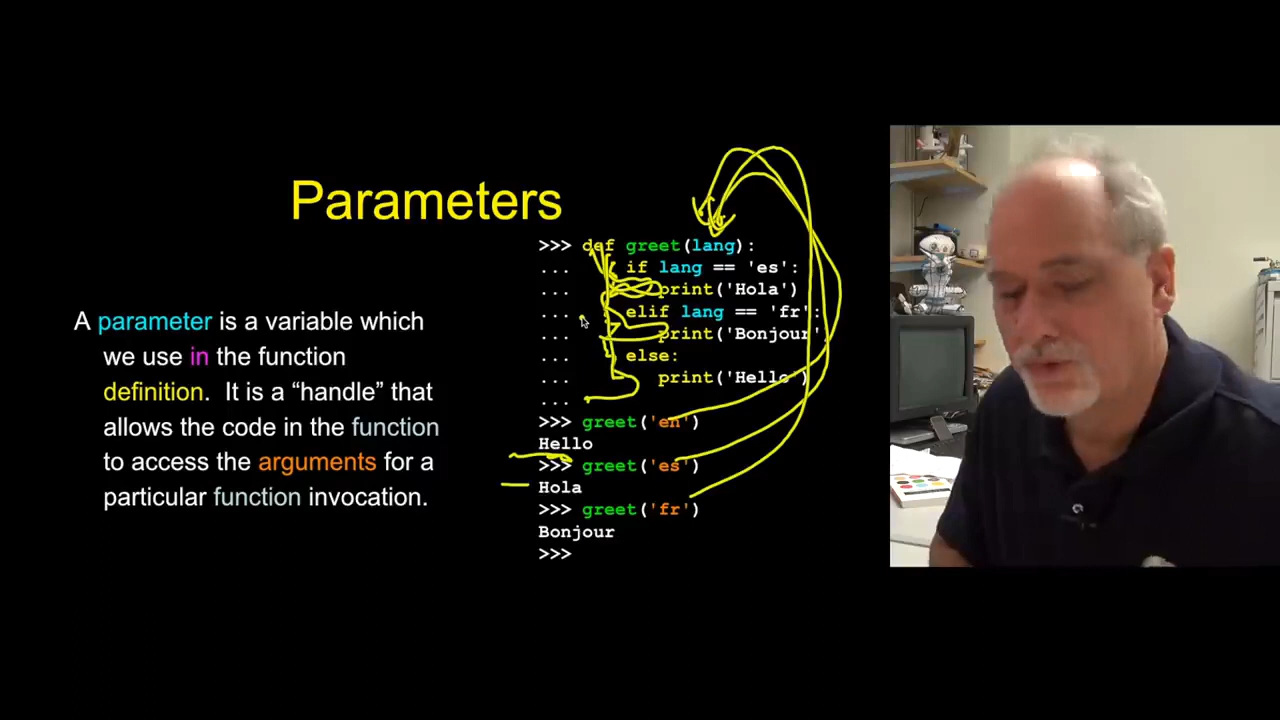 Parameters
A parameter is a variable which
we use in the function
definition. It is a “handle” that
allows the code in the function
to access the arguments for a
particular function invocation.
>>> def greet(lang):
... if lang == 'es':
... print('Hola')
... elif lang == 'fr':
... print('Bonjour'
... else:
... print('Hello')
...
>>> greet('en')
Hello
>>> greet('es')
Hola
>>> greet('fr')
Bonjour
>>>